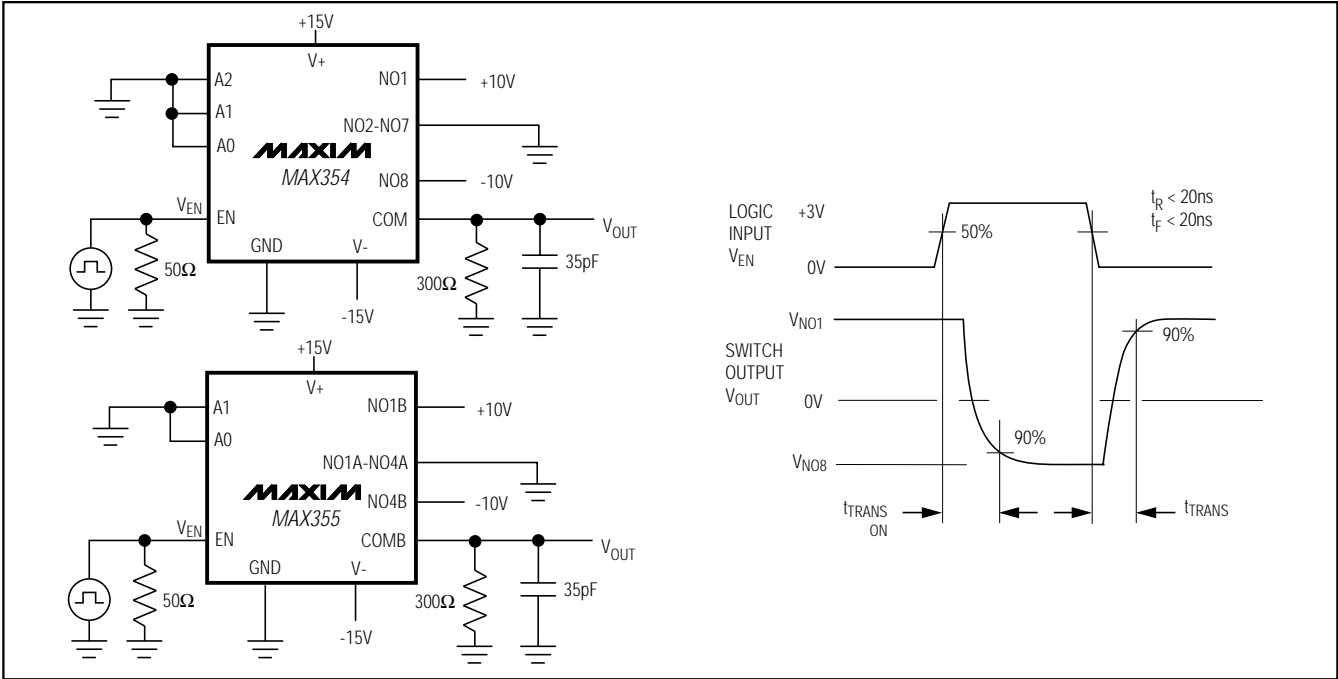 +15V
V+
A2
NO1
+10V
A1
NO2-NO7
A0
MAXIM
MAX354
NO8
-10V
VEN
EN
COM
VOUT
GND
V-
50Ω
300Ω
35pF
-15V
+15V
V+
A1
NO1B
+10V
A0
NO1A-NO4A
MAXIM
MAX355
NO4B
-10V
VEN
EN
COMB
VOUT
GND
V-
50Ω
300Ω
35pF
-15V
LOGIC
INPUT
VEN
+3V
0V
50%
tR < 20ns
tF < 20ns
VNO1
90%
SWITCH
OUTPUT
VOUT
0V
90%
VNO8
tTRANS
ON
tTRANS